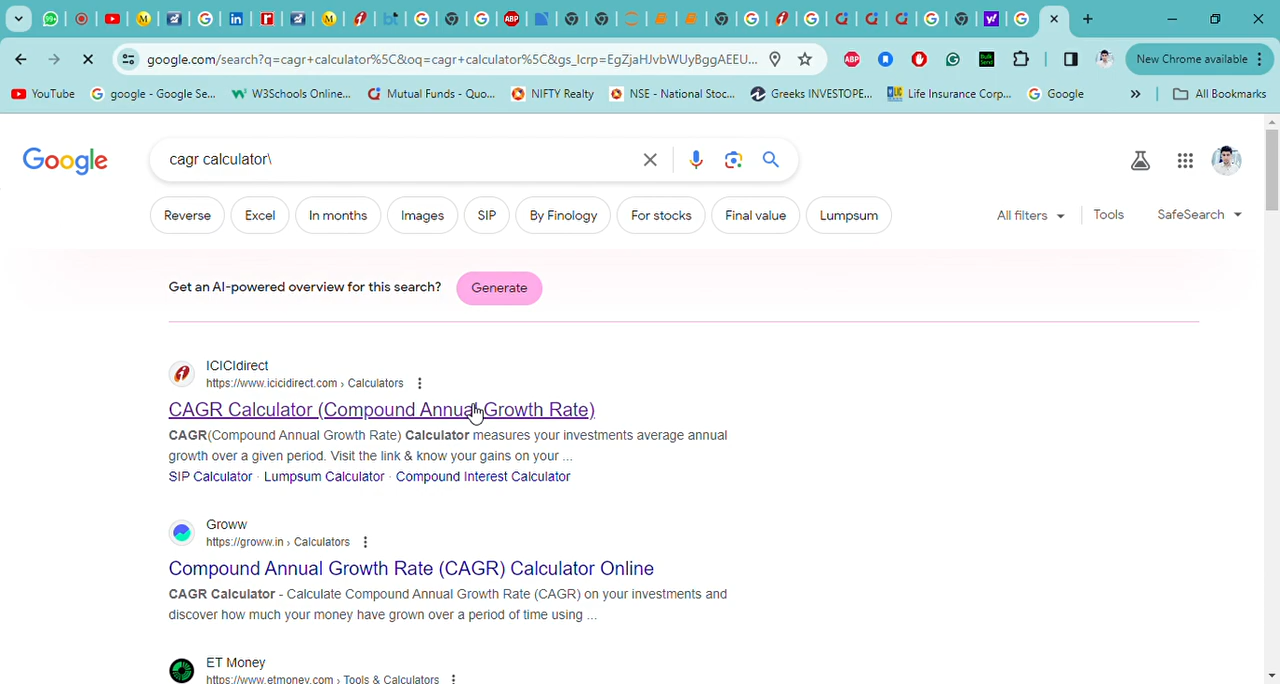 99+
google.com/search?q=cagr+calculator%5C&oq=cagr+calculator%5C&gs_lcrp=EgZjaHJvbWUyBggAEEU...
New Chrome available
YouTube
google - Google Se...
W3Schools Online...
Mutual Funds - Quo...
NIFTY Realty
NSE - National Stoc...
Greeks INVESTOPE...
Life Insurance Corp...
Google
»
All Bookmarks
Google
cagr calculator\
Reverse
Excel
In months
Images
SIP
By Finology
For stocks
Final value
Lumpsum
All filters
Tools
SafeSearch
Get an AI-powered overview for this search?
Generate
ICICIdirect
https://www.icicidirect.com › Calculators
CAGR Calculator (Compound Annual Growth Rate)
CAGR(Compound Annual Growth Rate) Calculator measures your investments average annual
growth over a given period. Visit the link & know your gains on your ...
SIP Calculator · Lumpsum Calculator · Compound Interest Calculator
Groww
https://groww.in › Calculators
Compound Annual Growth Rate (CAGR) Calculator Online
CAGR Calculator - Calculate Compound Annual Growth Rate (CAGR) on your investments and
discover how much your money have grown over a period of time using ...
ET Money
https://www.etmoney.com › Tools & Calculators